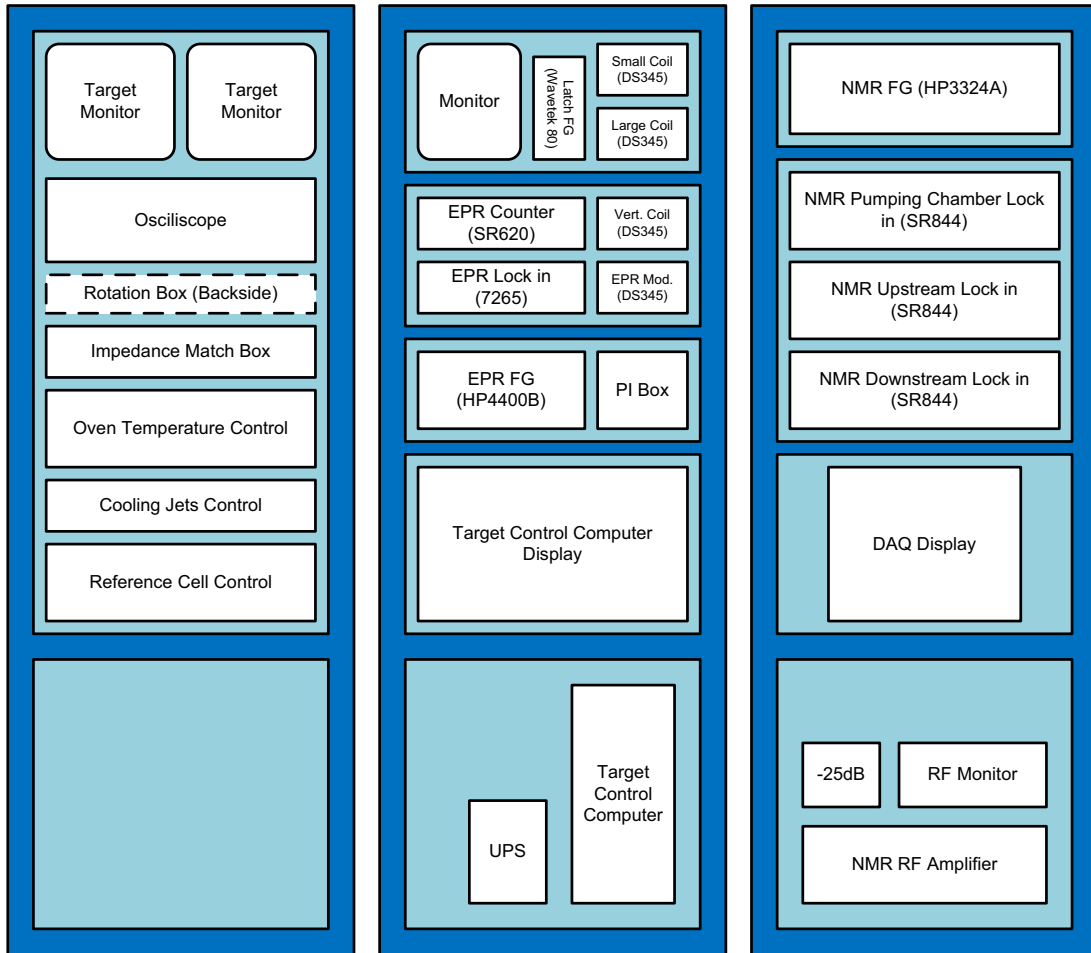 Target
Monitor
Target
Monitor
Osciliscope
Rotation Box (Backside)
Impedance Match Box
Oven Temperature Control
Cooling Jets Control
Reference Cell Control
Monitor
Latch FG
(Wavetek 80)
Small Coil
(DS345)
Large Coil
(DS345)
EPR Counter
(SR620)
Vert. Coil
(DS345)
EPR Lock in
(7265)
EPR Mod.
(DS345)
EPR FG
(HP4400B)
PI Box
Target Control Computer
Display
Target
Control
Computer
UPS
NMR FG (HP3324A)
NMR Pumping Chamber Lock
in (SR844)
NMR Upstream Lock in
(SR844)
NMR Downstream Lock in
(SR844)
DAQ Display
-25dB
RF Monitor
NMR RF Amplifier